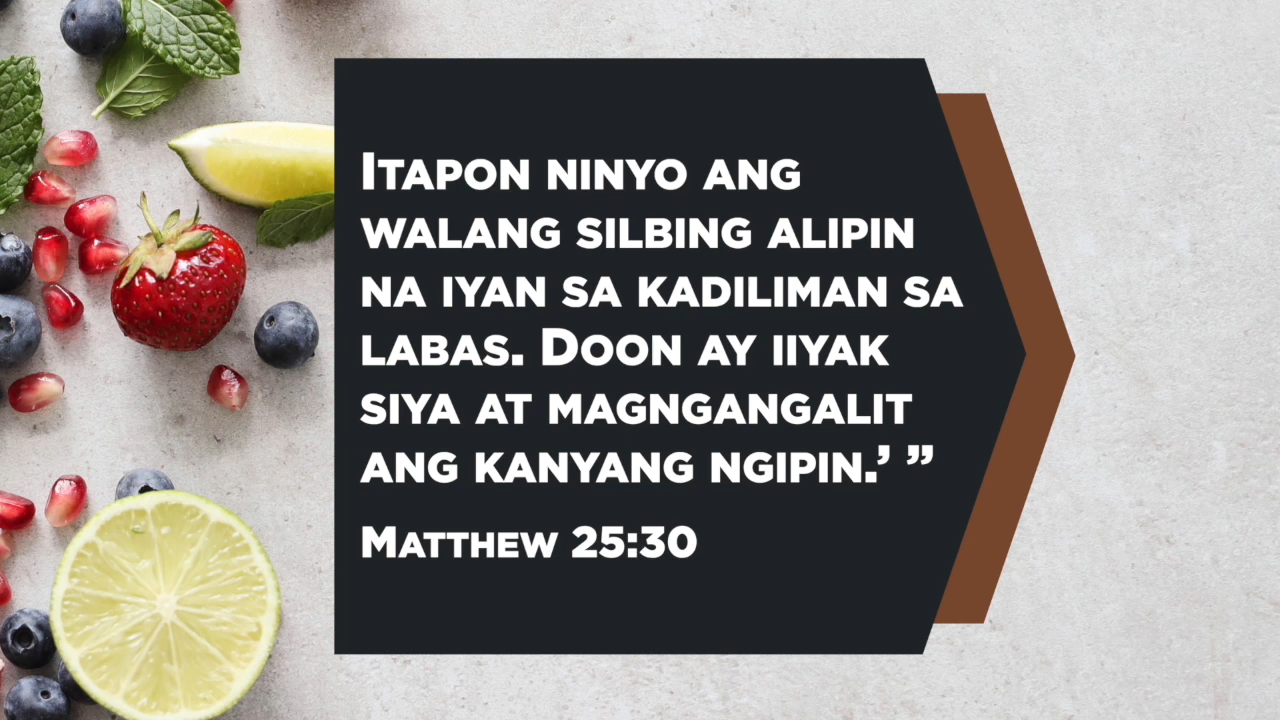 Itapon ninyo ang
walang silbing alipin
na iyan sa kadiliman sa
labas. Doon ay iiyak
siya at magngangalit
ang kanyang ngipin.’ ”
Matthew 25:30